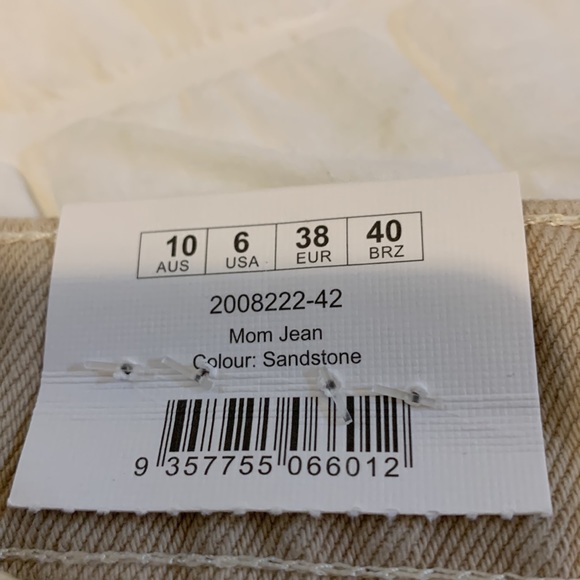 10 6 38 40
AUS USA EUR BRZ
2008222-42
Mom Jean
Colour: Sandstone
9 357755 066012